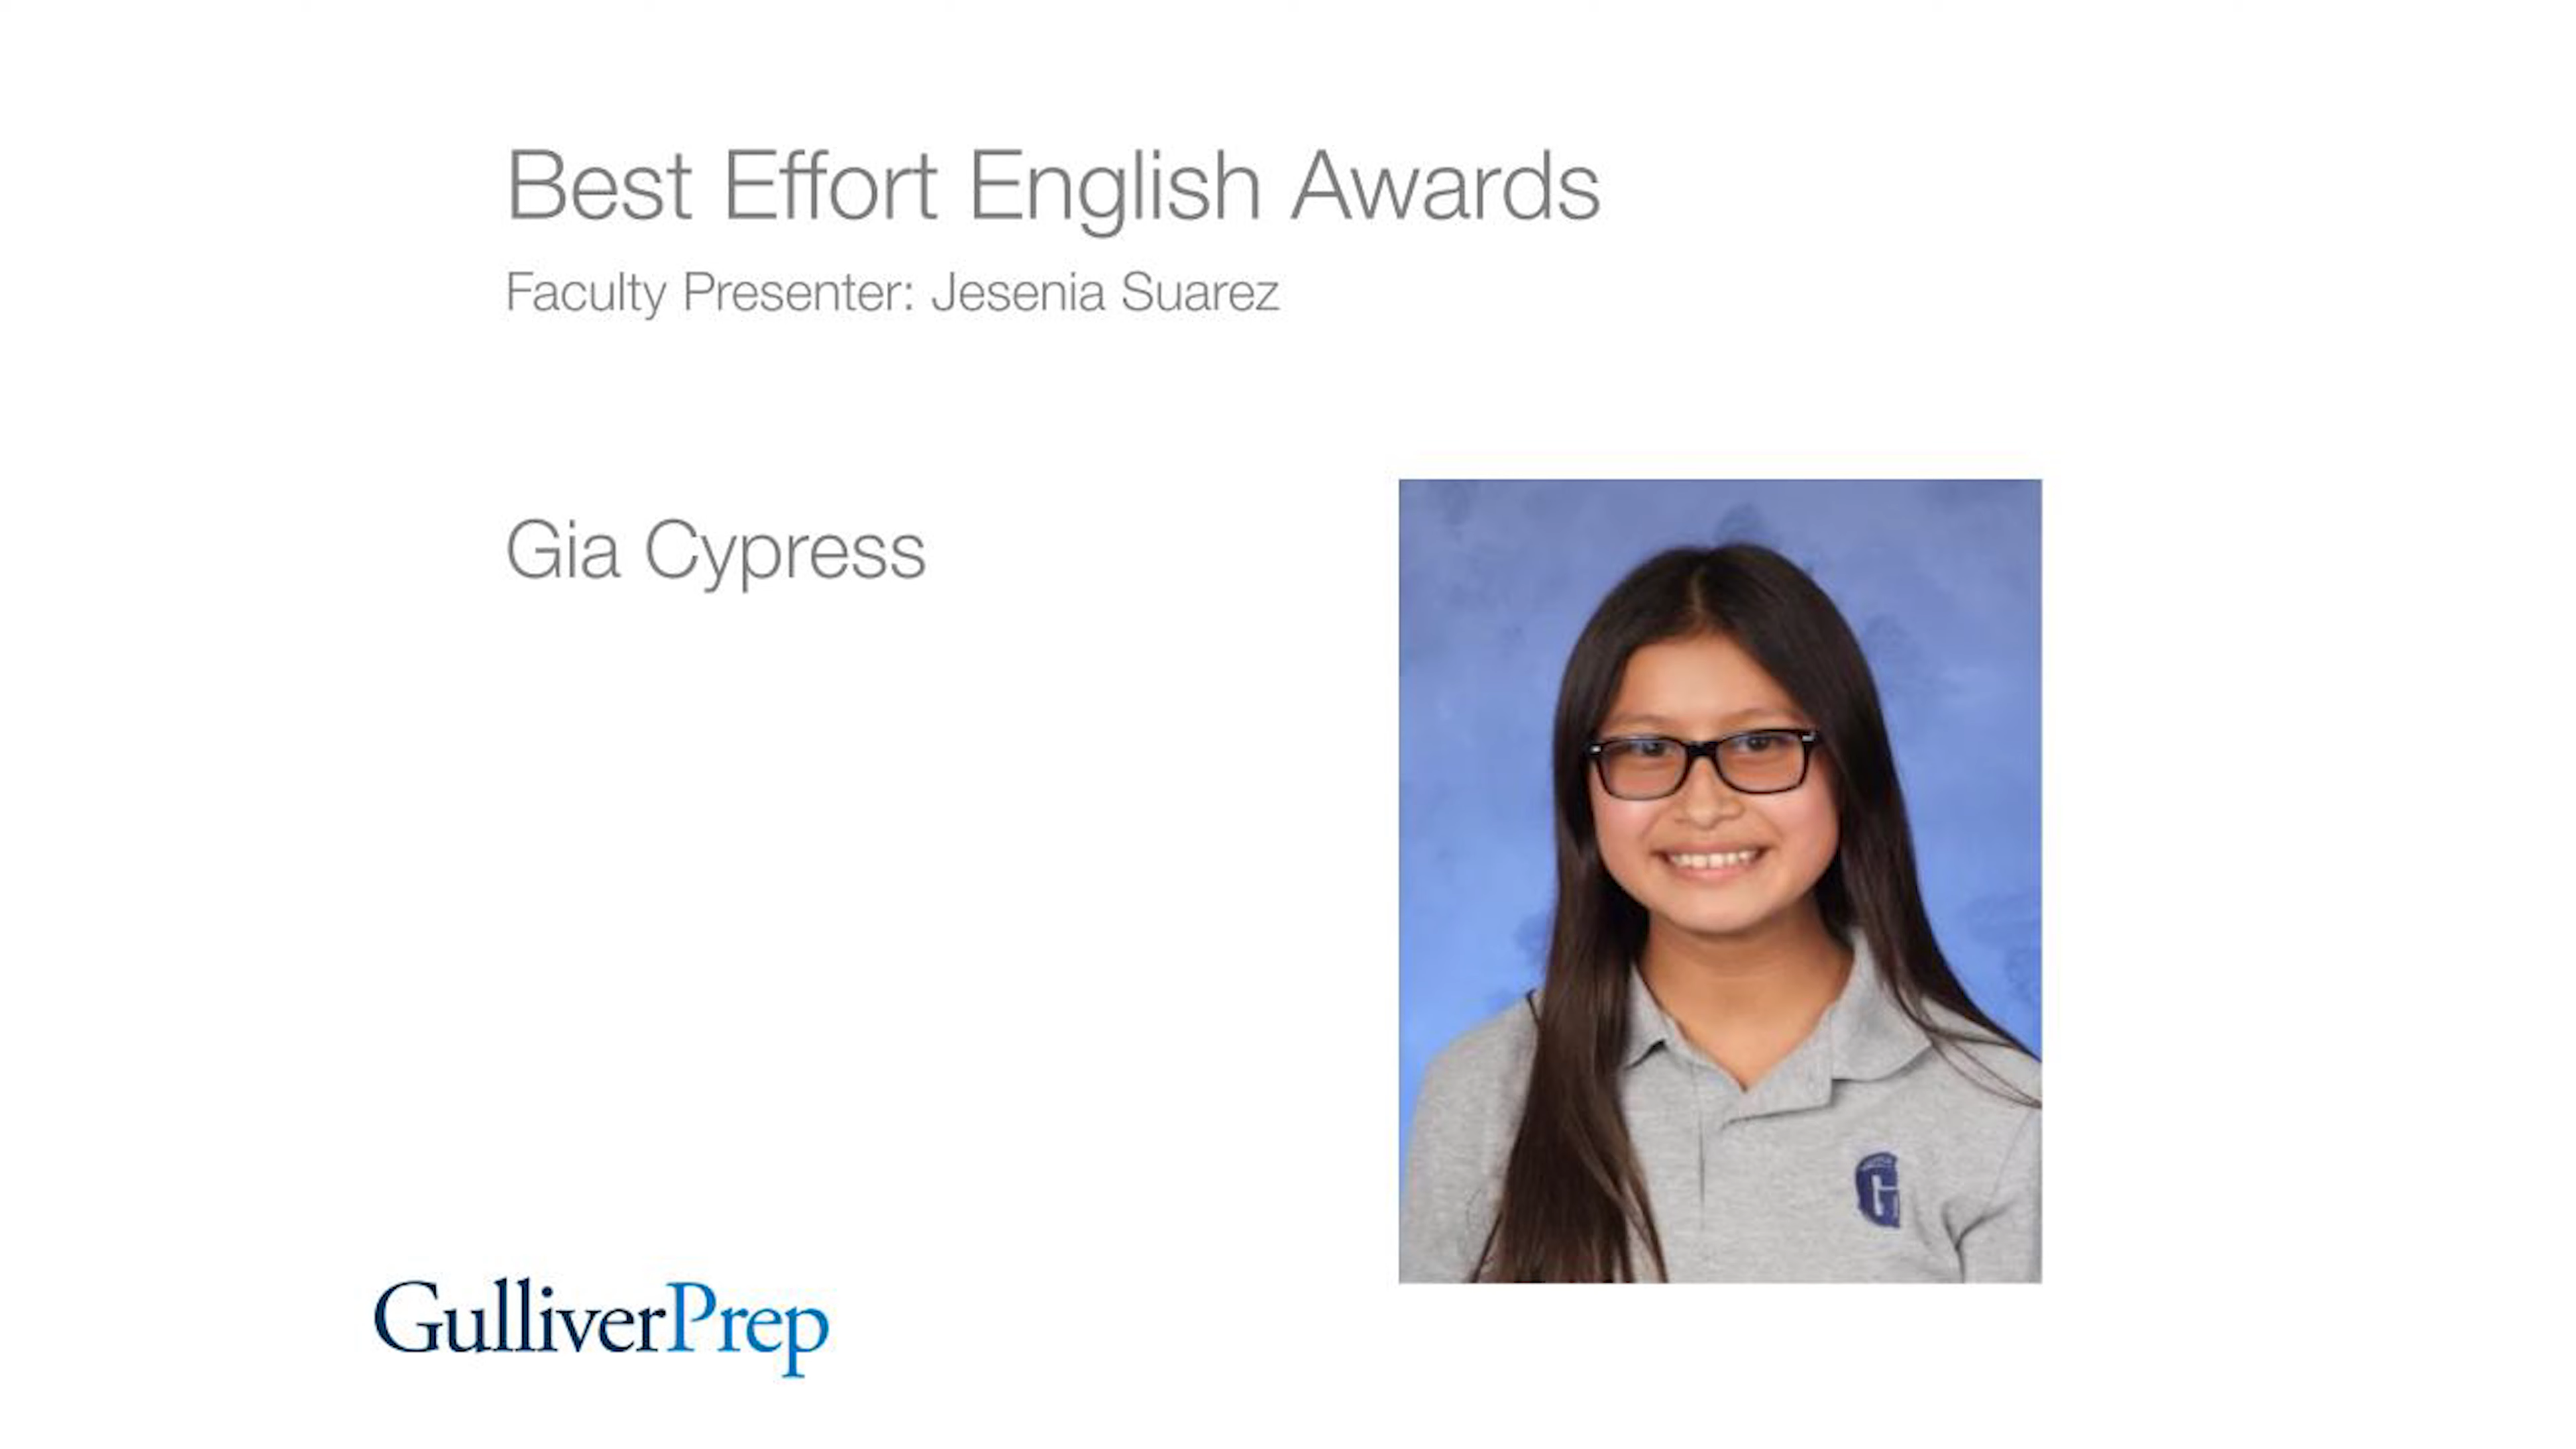 Best Effort English Awards
Faculty Presenter: Jesenia Suarez
Gia Cypress
G
GulliverPrep